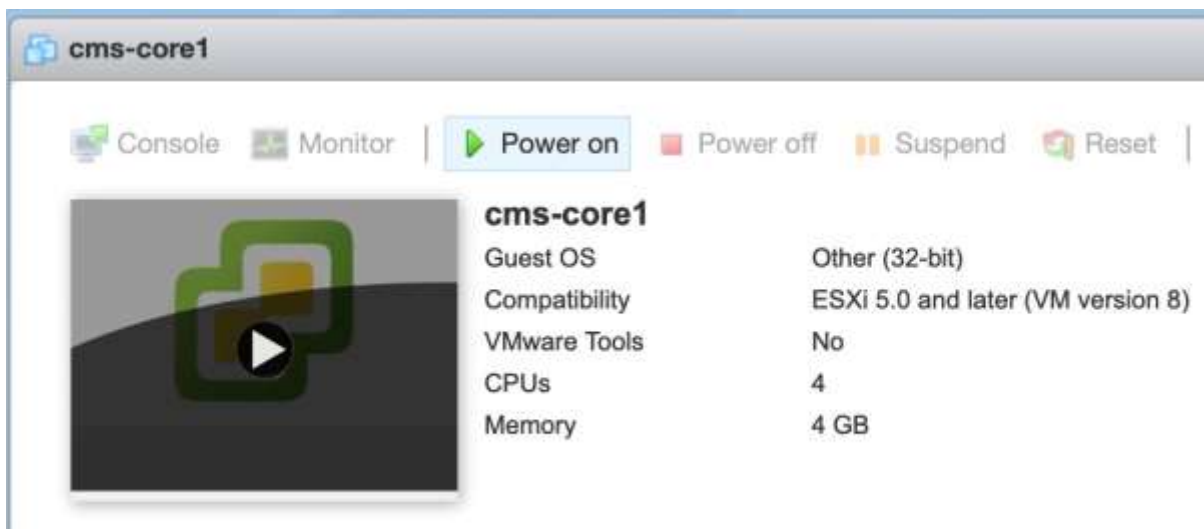 cms-core1
Console Monitor | Power on Power off Suspend Reset |
cms-core1
Guest OS Other (32-bit)
Compatibility ESXi 5.0 and later (VM version 8)
VMware Tools No
CPUs 4
Memory 4 GB